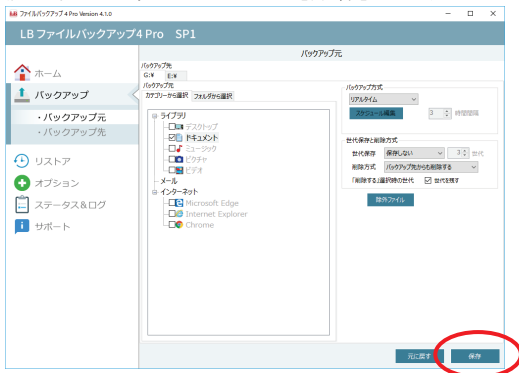 ファイルバックアップ 4 Pro Version 4.1.0
LB ファイルバックアップ4 Pro SP1
バックアップ元
ホーム
バックアップ
・バックアップ元
・バックアップ先
リストア
オプション
ステータス&ログ
サポート
バックアップ先
G:¥ E:¥
バックアップ元
カテゴリーから選択 フォルダから選択
ライブラリ
デスクトップ
ドキュメント
ミュージック
ピクチャ
ビデオ
メール
インターネット
Microsoft Edge
Internet Explorer
Chrome
バックアップ方式
リアルタイム
スケジュール編集 3 時間間隔
世代保存と削除方式
世代保存 保存しない 3 世代
削除方式 バックアップ先からも削除する
「削除する」選択時の世代 世代を残す
除外ファイル
元に戻す 保存